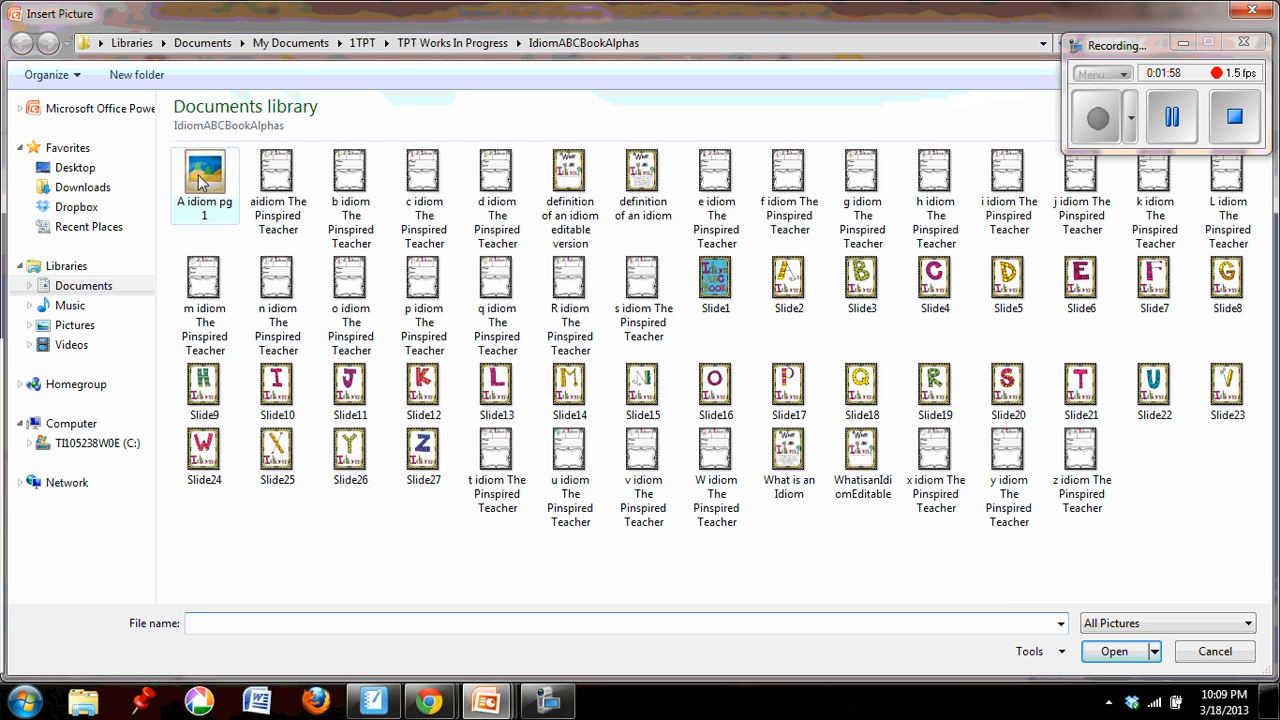 Insert Picture
Libraries Documents My Documents 1TPT TPT Works In Progress IdiomABCBookAlphas
Recording...
Menu 0:01:58 1.5 fps
Organize New folder
Microsoft Office Powe
Favorites
Desktop
Downloads
Dropbox
Recent Places
Libraries
Documents
Music
Pictures
Videos
Homegroup
Computer
TI105238W0E (C:)
Network
Documents library
IdiomABCBookAlphas
A idiom pg
1
aidiom The
Pinspired
Teacher
b idiom
The
Pinspired
Teacher
c idiom
The
Pinspired
Teacher
d idiom
The
Pinspired
Teacher
definition
of an idiom
editable
version
definition
of an idiom
e idiom
The
Pinspired
Teacher
f idiom The
Pinspired
Teacher
g idiom
The
Pinspired
Teacher
h idiom
The
Pinspired
Teacher
i idiom The
Pinspired
Teacher
j idiom The
Pinspired
Teacher
k idiom
The
Pinspired
Teacher
L idiom
The
Pinspired
Teacher
m idiom
The
Pinspired
Teacher
n idiom
The
Pinspired
Teacher
o idiom
The
Pinspired
Teacher
p idiom
The
Pinspired
Teacher
q idiom
The
Pinspired
Teacher
R idiom
The
Pinspired
Teacher
s idiom The
Pinspired
Teacher
Idiom
ABC
Book
Slide1
A
Slide2
B
Slide3
C
Slide4
D
Slide5
E
Slide6
F
Slide7
G
Slide8
H
Slide9
I
Slide10
J
Slide11
K
Slide12
L
Slide13
M
Slide14
N
Slide15
O
Slide16
P
Slide17
Q
Slide18
R
Slide19
S
Slide20
T
Slide21
U
Slide22
V
Slide23
W
Slide24
X
Slide25
Y
Slide26
Z
Slide27
t idiom The
Pinspired
Teacher
u idiom
The
Pinspired
Teacher
v idiom
The
Pinspired
Teacher
W idiom
The
Pinspired
Teacher
What is an
Idiom
WhatisanIdi
omEditable
x idiom The
Pinspired
Teacher
y idiom
The
Pinspired
Teacher
z idiom The
Pinspired
Teacher
File name: All Pictures
Tools Open Cancel
10:09 PM
3/18/2013